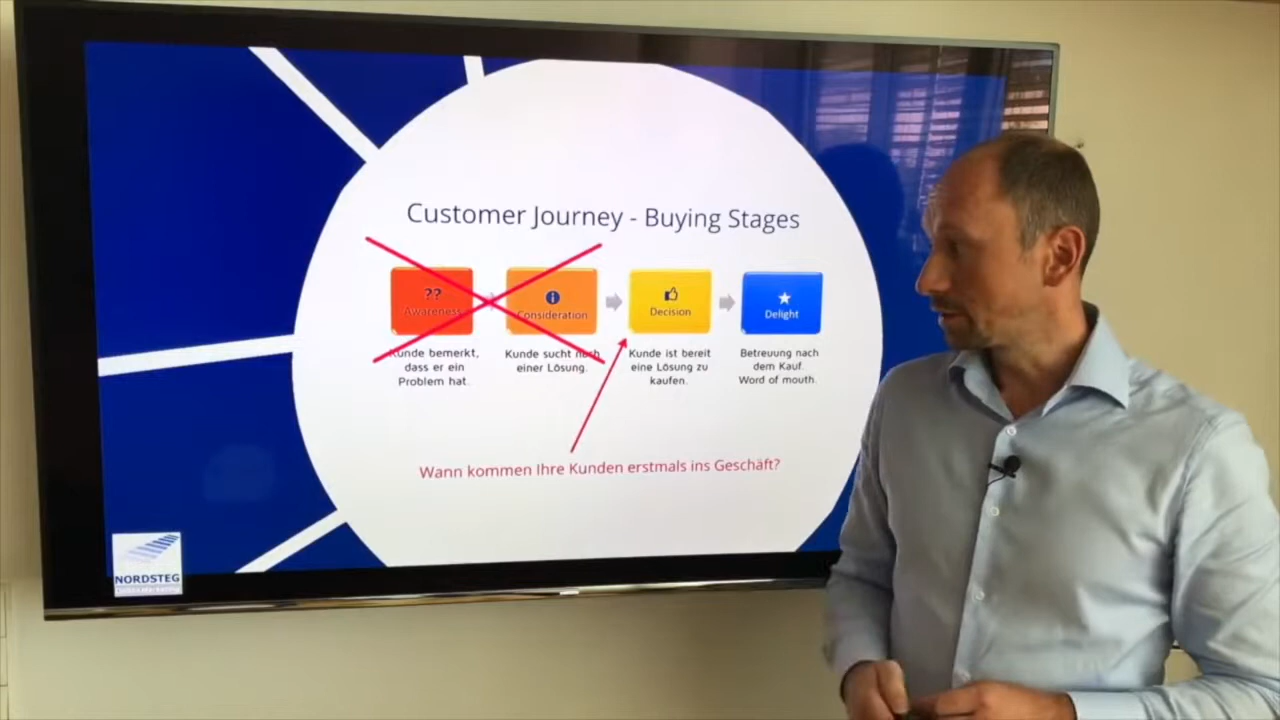 Customer Journey - Buying Stages
??
Awareness
Consideration
Decision
Delight
Kunde bemerkt,
dass er ein
Problem hat.
Kunde sucht nach
einer Lösung.
Kunde ist bereit
eine Lösung zu
kaufen.
Betreuung nach
dem Kauf.
Word of mouth.
Wann kommen Ihre Kunden erstmals ins Geschäft?
NORDSTEG